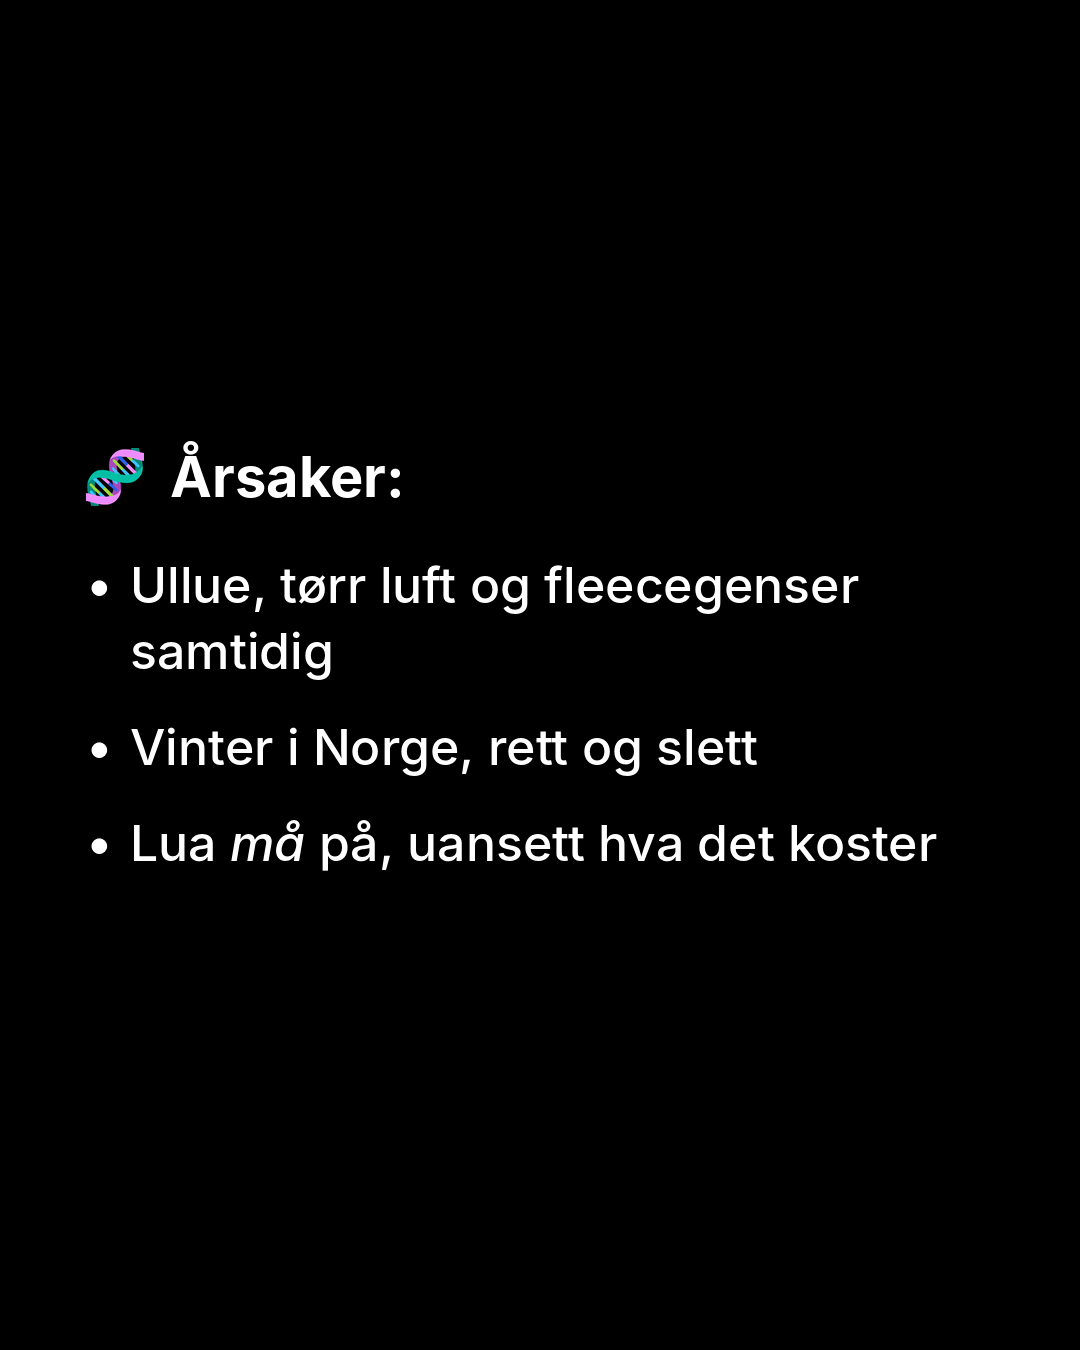 🧬 Årsaker:
• Ullue, tørr luft og fleecegenser
samtidig
• Vinter i Norge, rett og slett
• Lua må på, uansett hva det koster